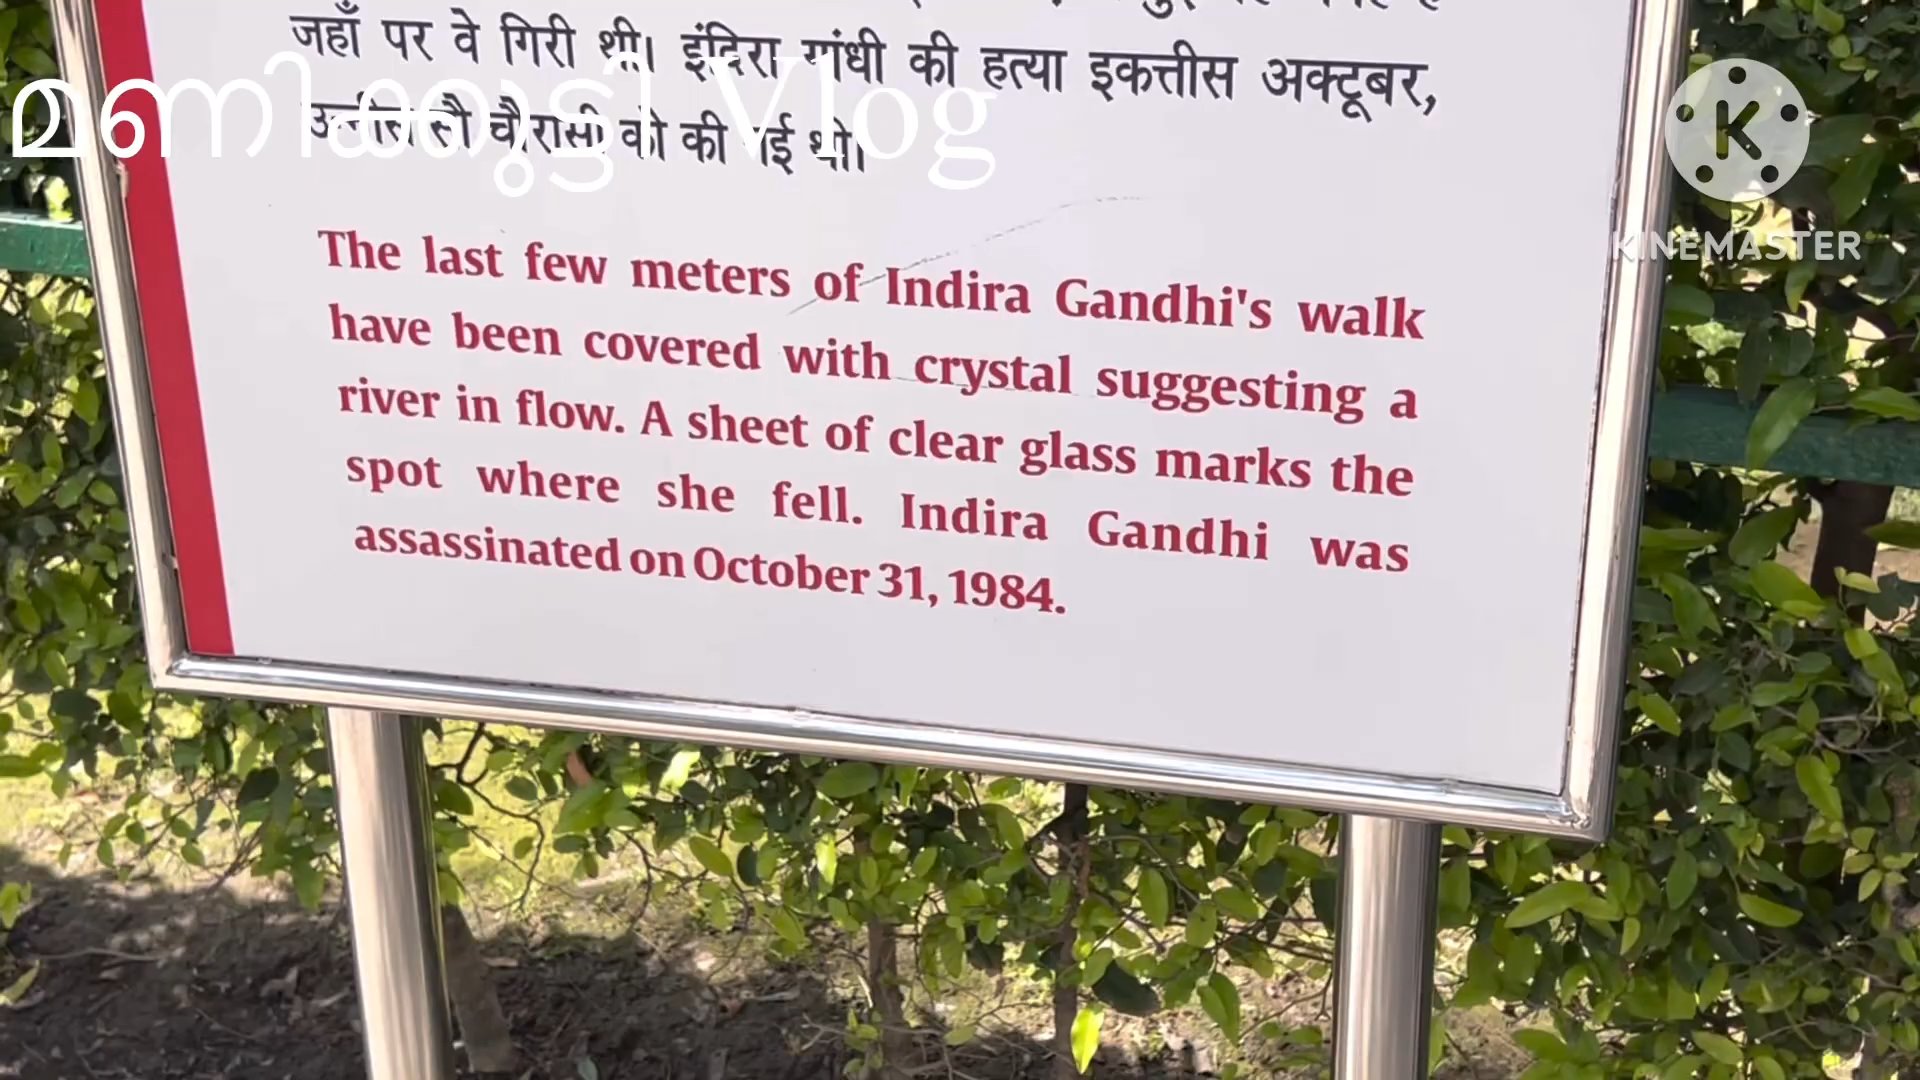 जहाँ पर वे गिरी थी। इंदिरा गांधी की हत्या इकत्तीस अक्टूबर,
उन्नीस सौ चौरासी को की गई थी।
മണിക്കുട്ടി Vlog
K
KINEMASTER
The last few meters of Indira Gandhi's walk
have been covered with crystal suggesting a
river in flow. A sheet of clear glass marks the
spot where she fell. Indira Gandhi was
assassinated on October 31, 1984.